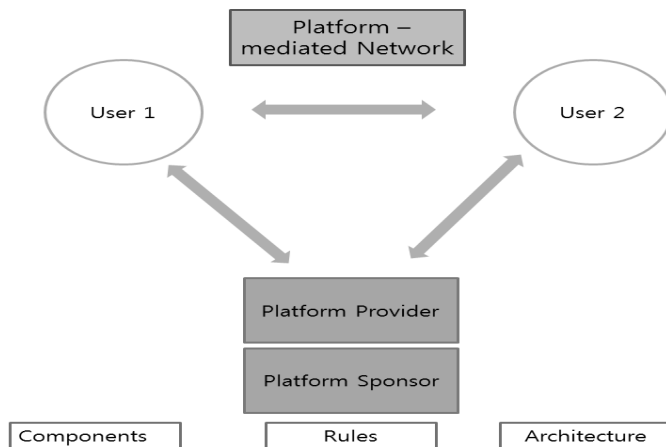 Platform –
mediated Network
User 1
User 2
Platform Provider
Platform Sponsor
Components
Rules
Architecture